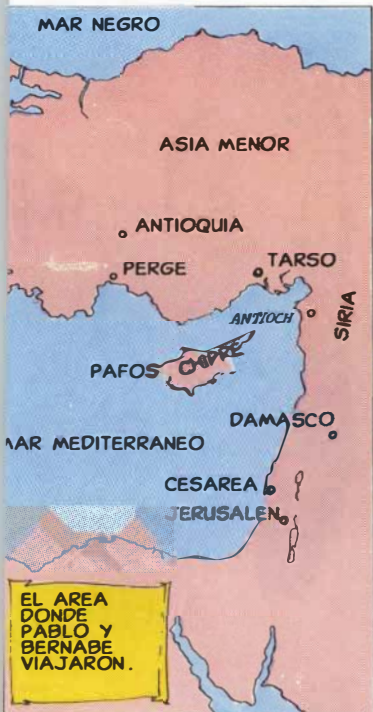 MAR NEGRO
ASIA MENOR
ANTIOQUIA
PERGE
TARSO
ANTIOCH
SIRIA
PAFOS
CHIPRE
DAMASCO
MAR MEDITERRANEO
CESAREA
JERUSALEN
EL AREA
DONDE
PABLO Y
BERNABE
VIAJARON.